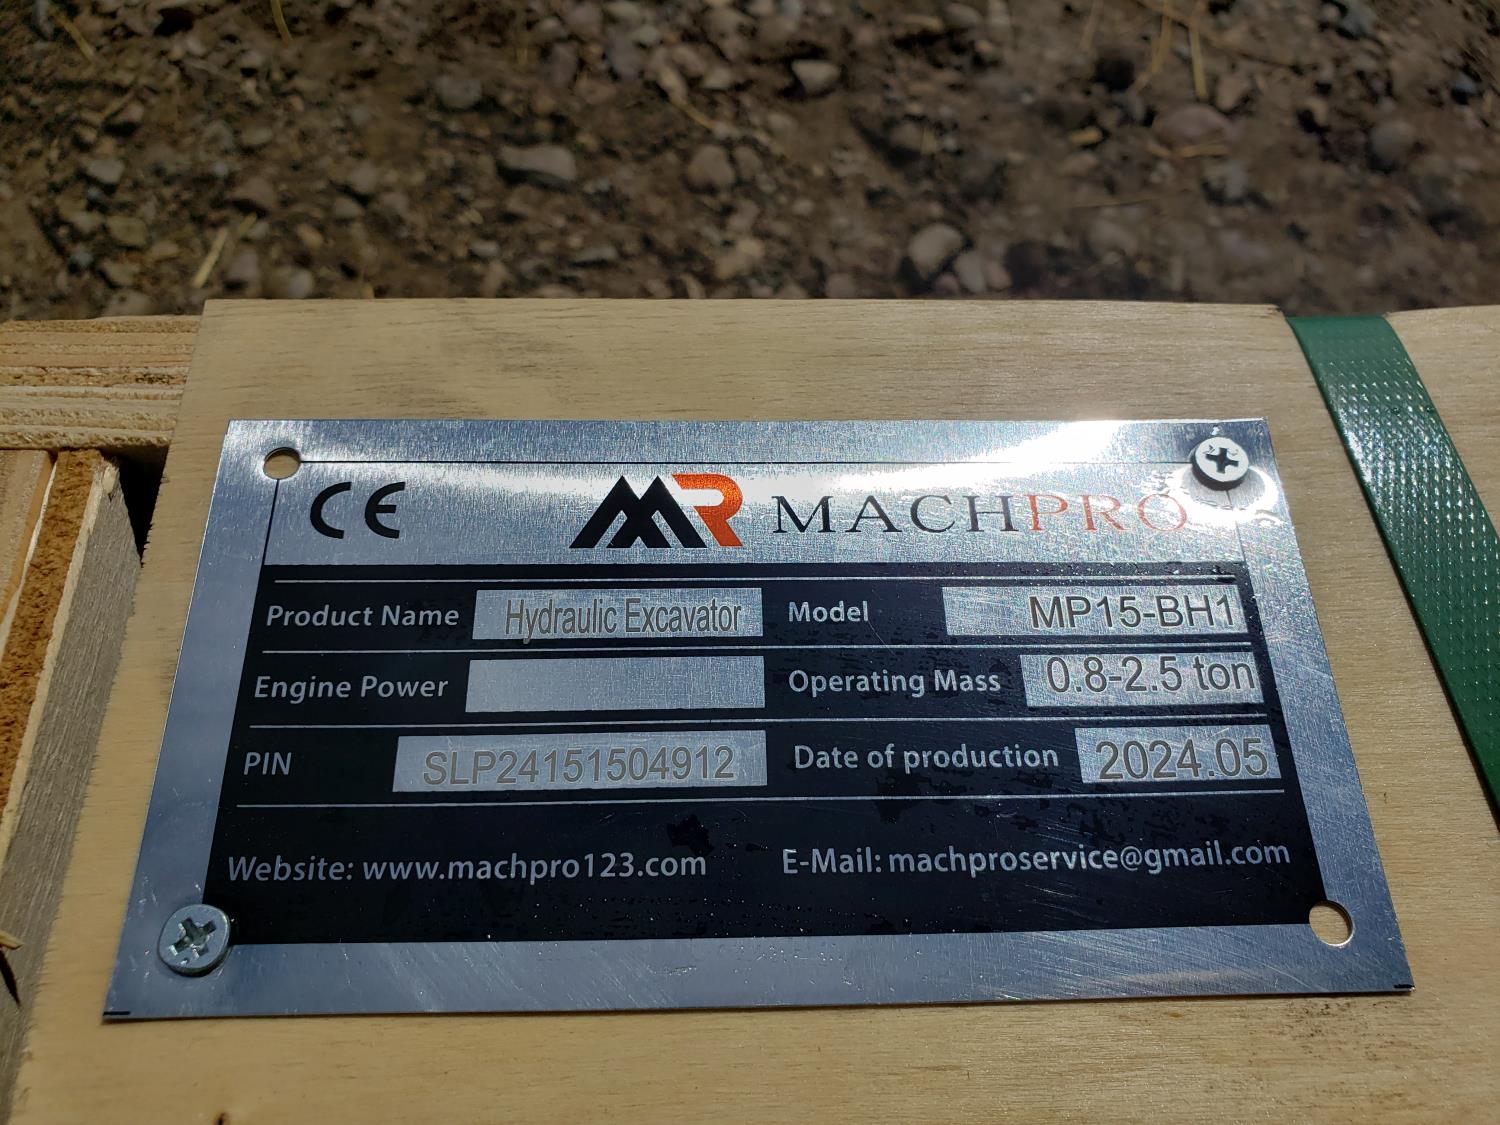 CE MR MACHPRO
Product Name Hydraulic Excavator Model MP15-BH1
Engine Power Operating Mass 0.8-2.5 ton
PIN SLP24151504912 Date of production 2024.05
Website: www.machpro123.com E-Mail: machproservice@gmail.com